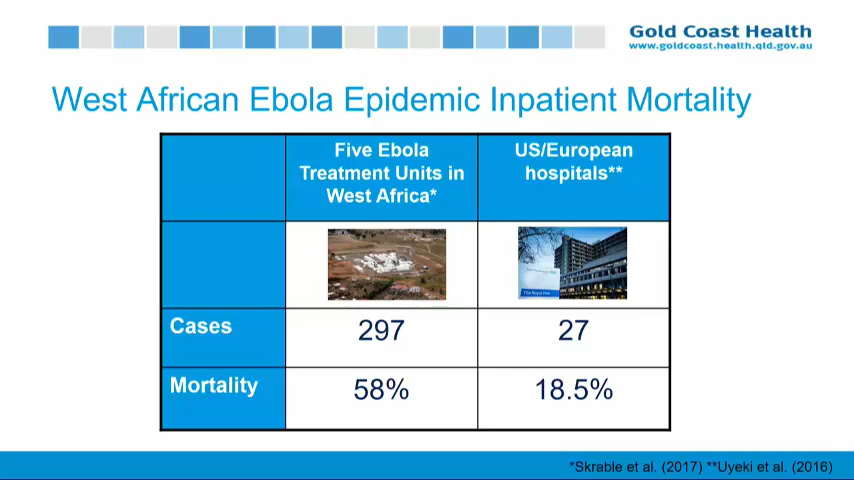 Gold Coast Health
www.goldcoast.health.qld.gov.au
West African Ebola Epidemic Inpatient Mortality
Five Ebola
Treatment Units in
West Africa*
US/European
hospitals**
Cases
297
27
Mortality
58%
18.5%
*Skrable et al. (2017) **Uyeki et al. (2016)